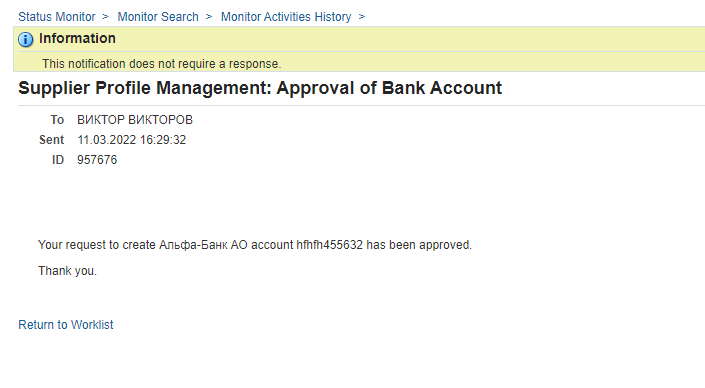 Status Monitor > Monitor Search > Monitor Activities History >
Information
This notification does not require a response.
Supplier Profile Management: Approval of Bank Account
To ВИКТОР ВИКТОРОВ
Sent 11.03.2022 16:29:32
ID 957676
Your request to create Альфа-Банк АО account hfhfh455632 has been approved.
Thank you.
Return to Worklist